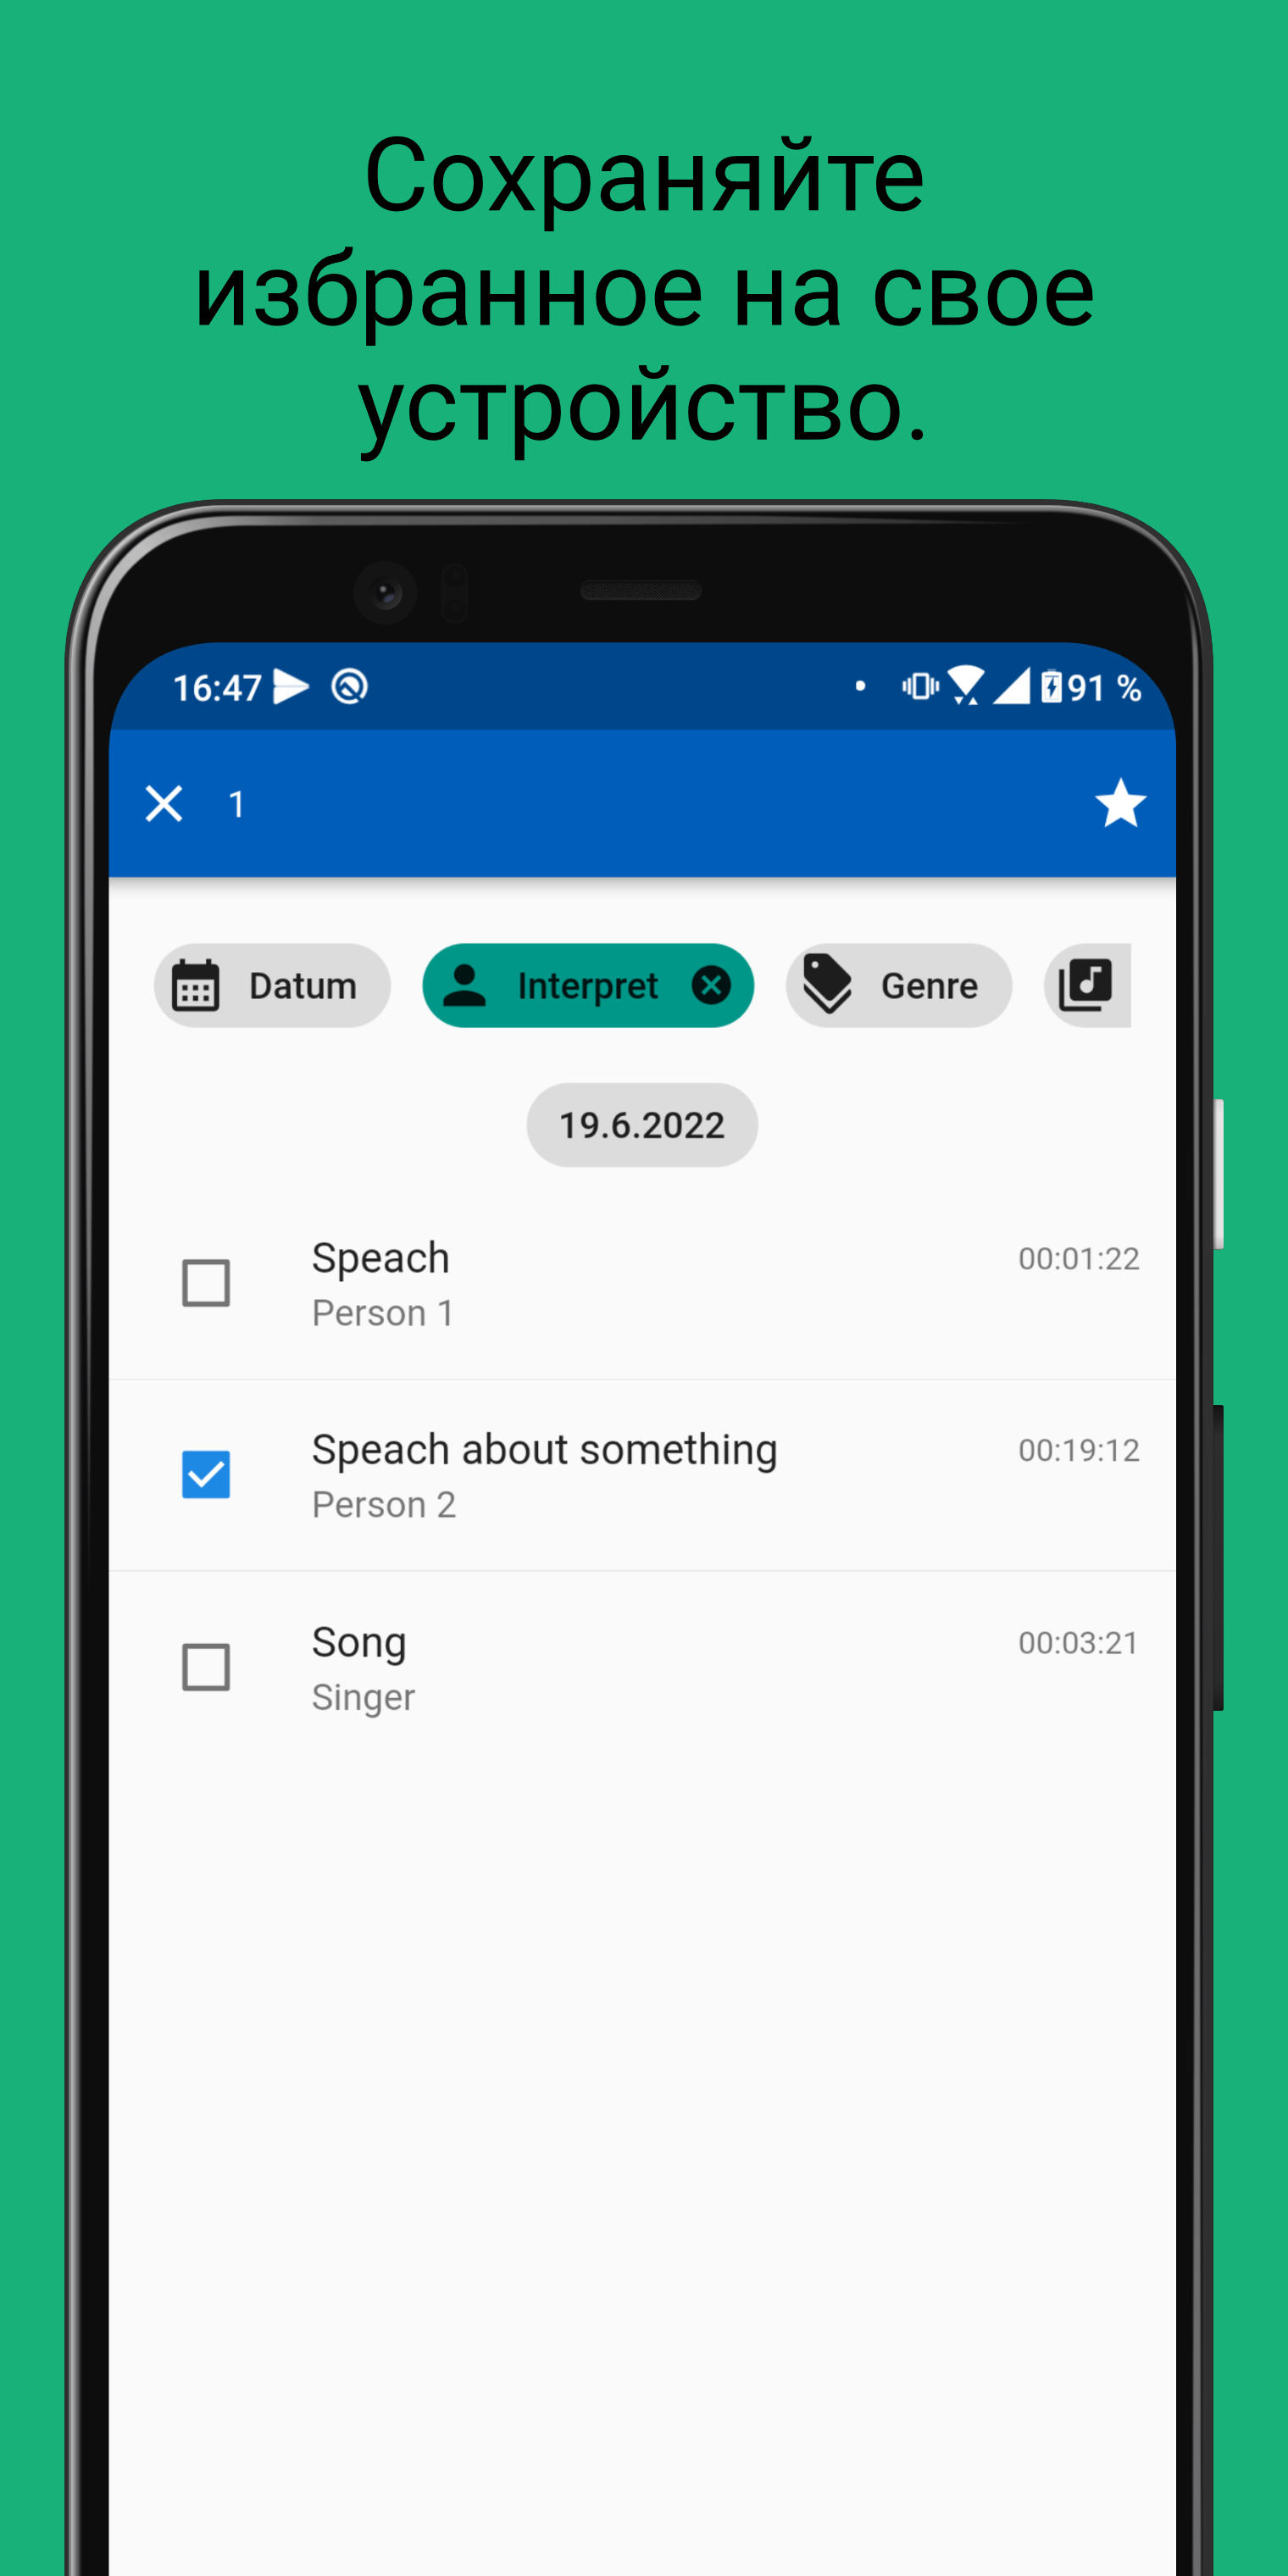 Сохраняйте
избранное на свое
устройство.
16:47 91 %
1
Datum Interpret Genre
19.6.2022
Speach 00:01:22
Person 1
Speach about something 00:19:12
Person 2
Song 00:03:21
Singer